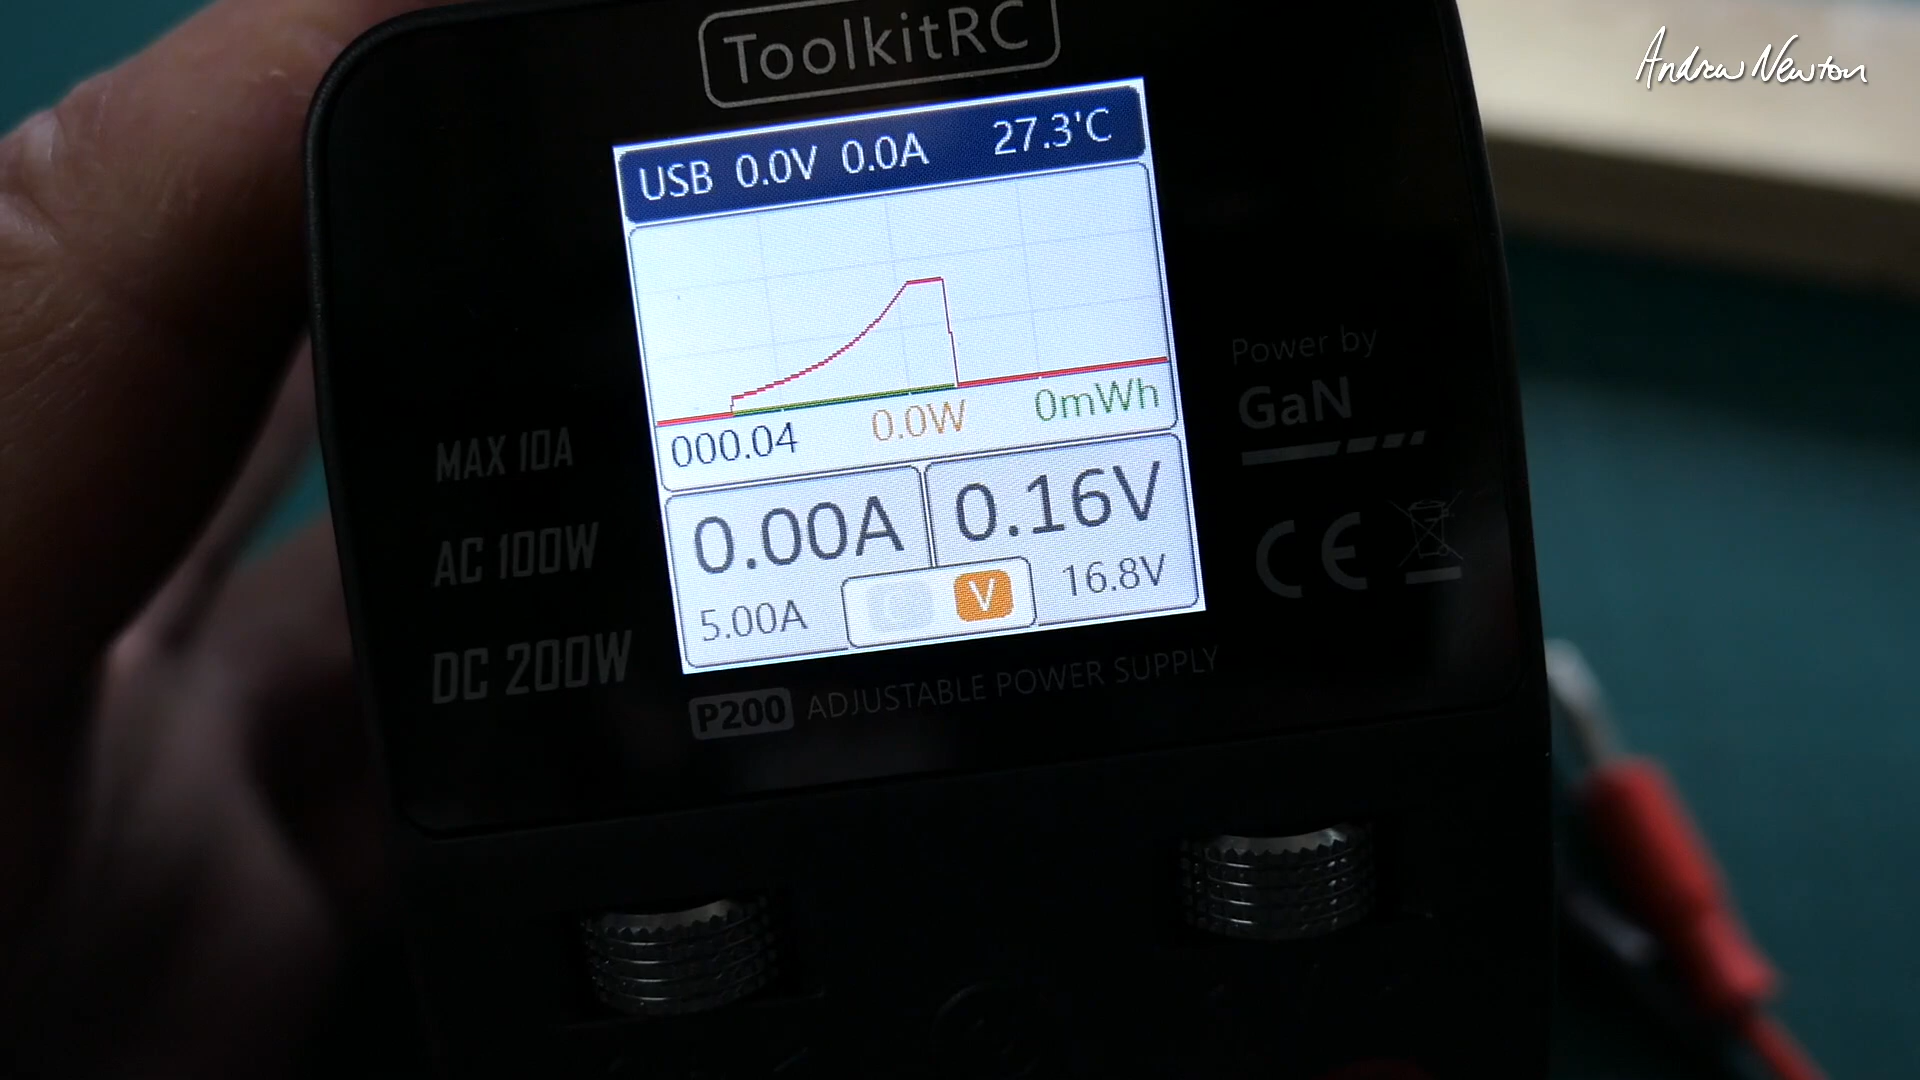 Andrew Newton
ToolkitRC
USB 0.0V 0.0A 27.3'C
000.04 0.0W 0mWh
0.00A 0.16V
5.00A V 16.8V
MAX 10A
AC 100W
DC 200W
Power by
GaN
CE
P200 ADJUSTABLE POWER SUPPLY